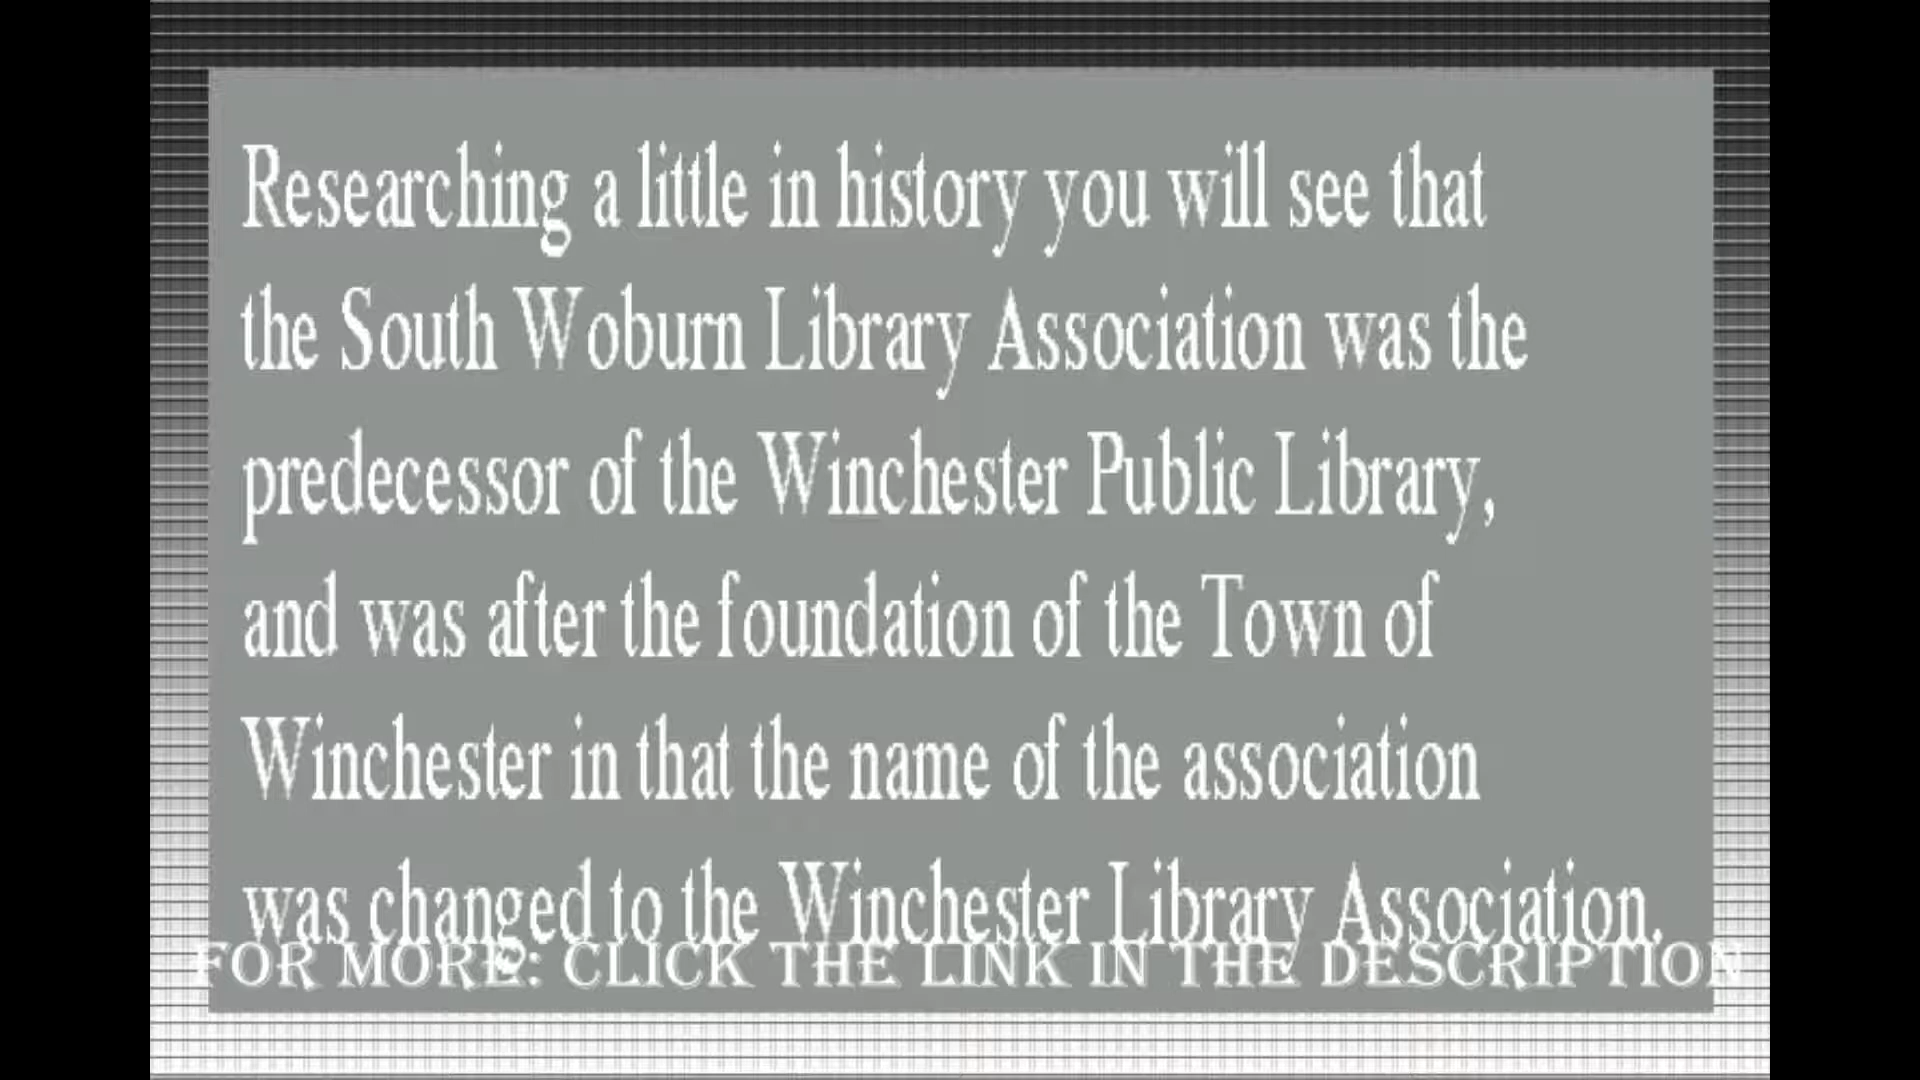 Researching a little in history you will see that
the South Woburn Library Association was the
predecessor of the Winchester Public Library,
and was after the foundation of the Town of
Winchester in that the name of the association
was changed to the Winchester Library Association.
FOR MORE: CLICK THE LINK IN THE DESCRIPTION